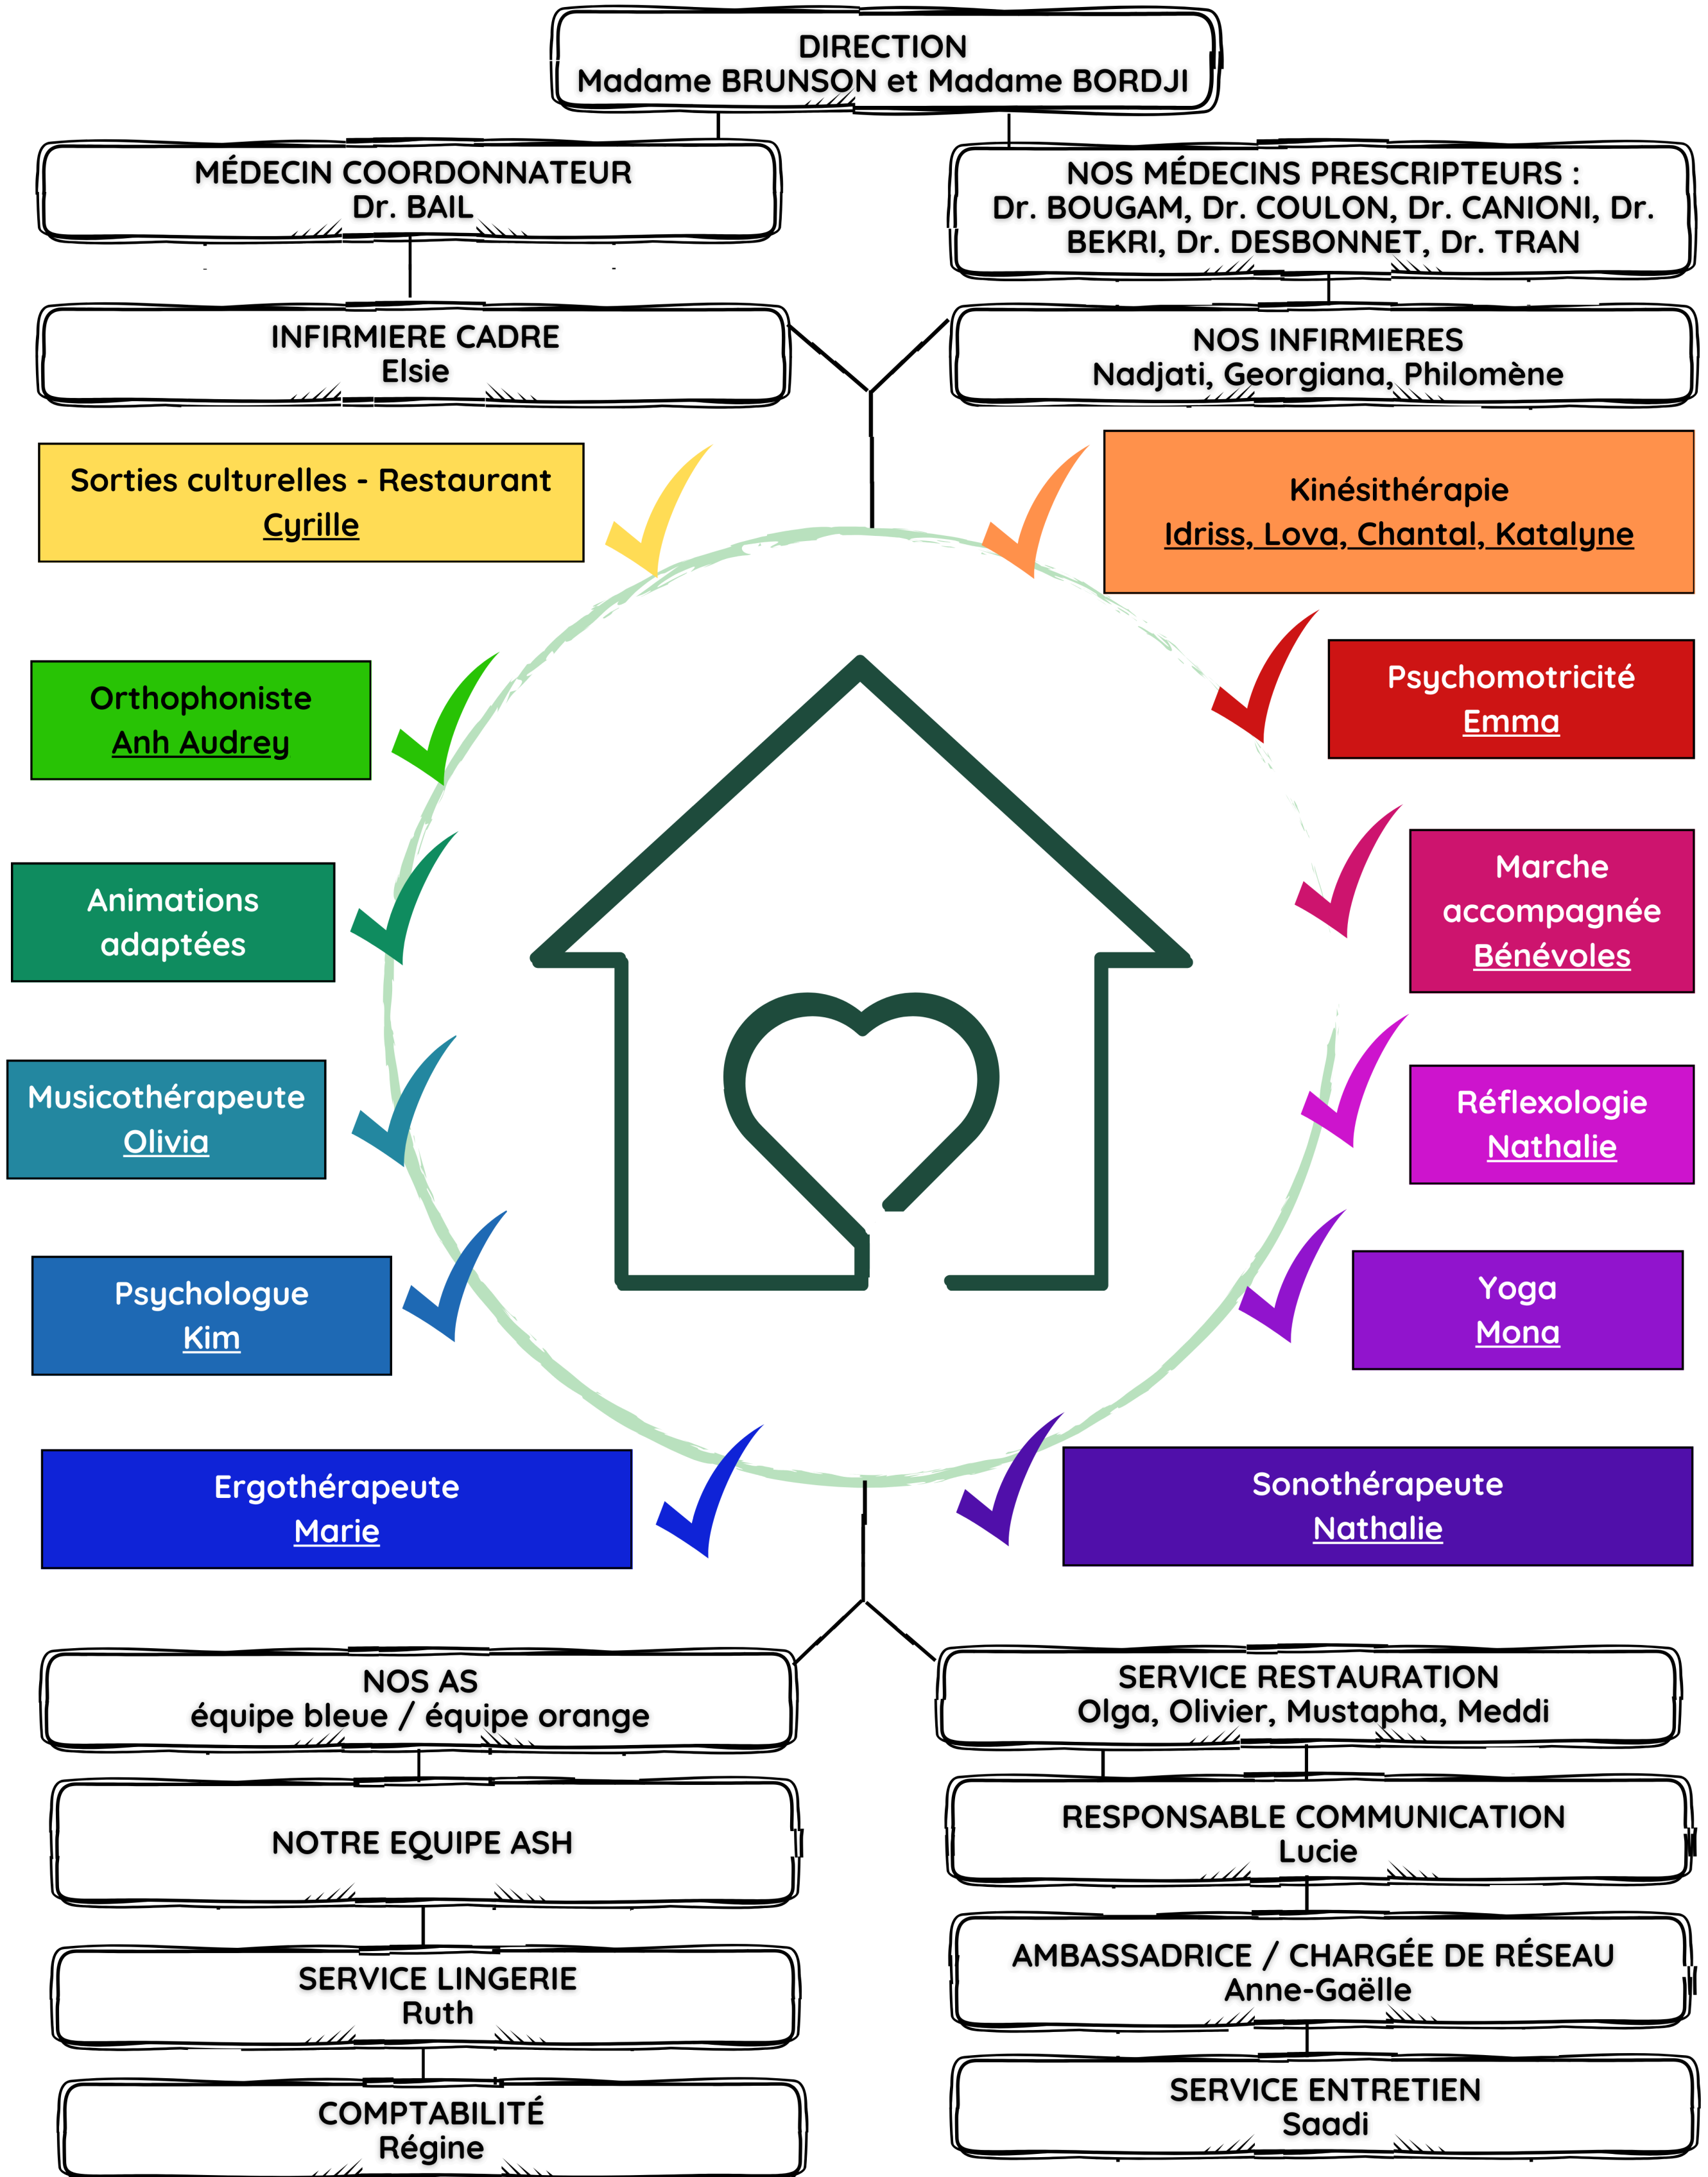 DIRECTION
Madame BRUNSON et Madame BORDJI
MÉDECIN COORDONNATEUR
Dr. BAIL
NOS MÉDECINS PRESCRIPTEURS :
Dr. BOUGAM, Dr. COULON, Dr. CANIONI, Dr.
BEKRI, Dr. DESBONNET, Dr. TRAN
INFIRMIERE CADRE
Elsie
NOS INFIRMIERES
Nadjati, Georgiana, Philomène
Sorties culturelles - Restaurant
Cyrille
Kinésithérapie
Idriss, Lova, Chantal, Katalyne
Orthophoniste
Anh Audrey
Psychomotricité
Emma
Animations
adaptées
Marche
accompagnée
Bénévoles
Musicothérapeute
Olivia
Réflexologie
Nathalie
Psychologue
Kim
Yoga
Mona
Ergothérapeute
Marie
Sonothérapeute
Nathalie
NOS AS
équipe bleue / équipe orange
SERVICE RESTAURATION
Olga, Olivier, Mustapha, Meddi
NOTRE EQUIPE ASH
RESPONSABLE COMMUNICATION
Lucie
SERVICE LINGERIE
Ruth
AMBASSADRICE / CHARGÉE DE RÉSEAU
Anne-Gaëlle
COMPTABILITÉ
Régine
SERVICE ENTRETIEN
Saadi